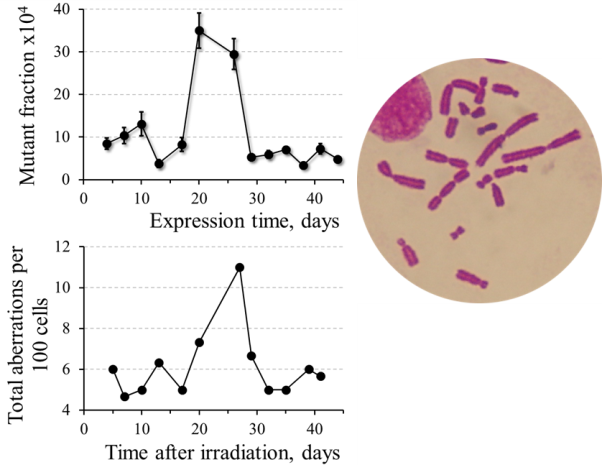 Mutant fraction x10⁴
40
30
20
10
0
0 10 20 30 40
Expression time, days
Total aberrations per
100 cells
12
10
8
6
4
0 10 20 30 40
Time after irradiation, days